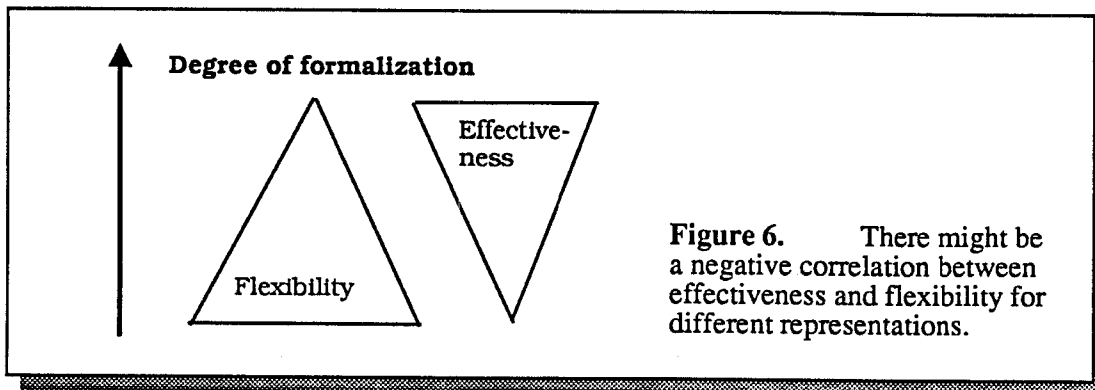 Degree of formalization
Effective-
ness
Flexibility
Figure 6. There might be
a negative correlation between
effectiveness and flexibility for
different representations.